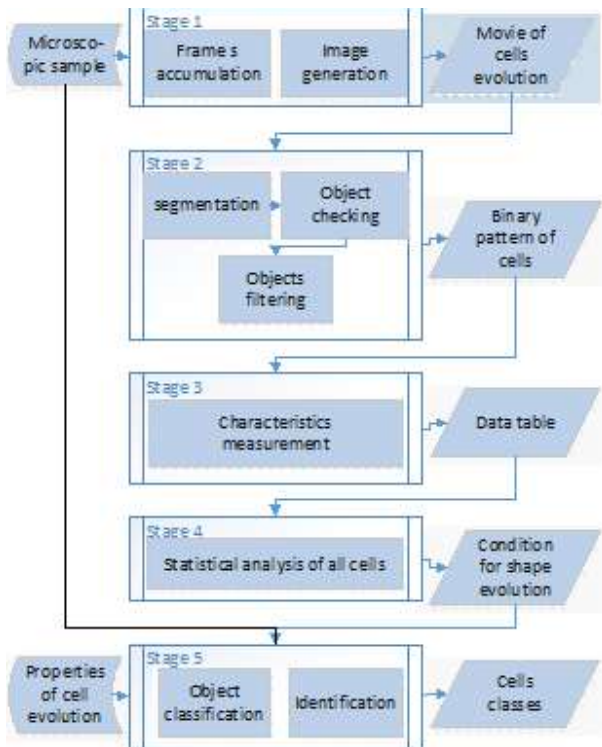 Stage 1
Microsco-
pic sample
Frames
accumulation
Image
generation
Movie of
cells
evolution
Stage 2
segmentation
Object
checking
Objects
filtering
Binary
pattern of
cells
Stage 3
Characteristics
measurement
Data table
Stage 4
Statistical analysis of all cells
Condition
for shape
evolution
Stage 5
Properties
of cell
evolution
Object
classification
Identification
Cells
classes